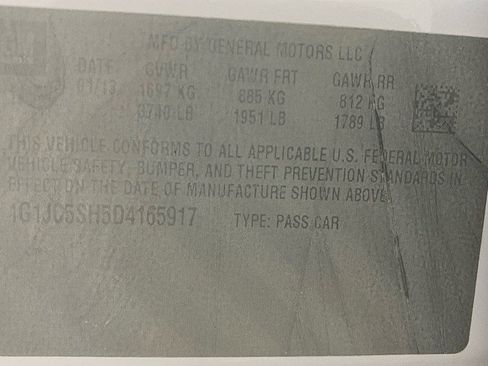 GM
MFD BY GENERAL MOTORS LLC
DATE GVWR GAWR FRT GAWR RR
01/13 1697 KG 885 KG 812 KG
3740 LB 1951 LB 1789 LB
THIS VEHICLE CONFORMS TO ALL APPLICABLE U.S. FEDERAL MOTOR
VEHICLE SAFETY, BUMPER, AND THEFT PREVENTION STANDARDS IN
EFFECT ON THE DATE OF MANUFACTURE SHOWN ABOVE.
1G1JC5SH5D4165917 TYPE: PASS CAR